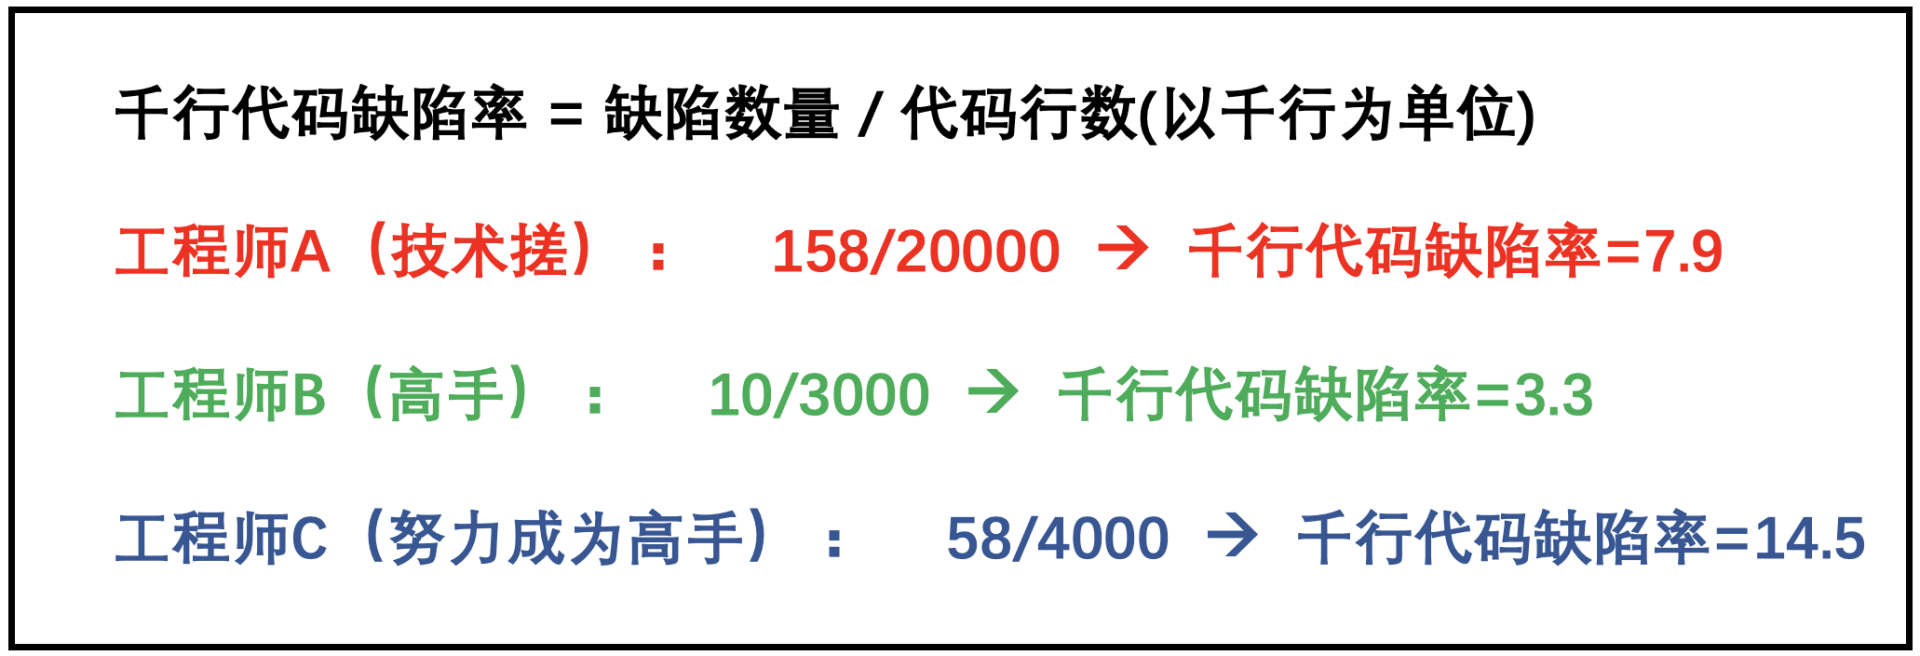 千行代码缺陷率 = 缺陷数量 / 代码行数(以千行为单位)
工程师A（技术搓）： 158/20000 → 千行代码缺陷率=7.9
工程师B（高手）： 10/3000 → 千行代码缺陷率=3.3
工程师C（努力成为高手）： 58/4000 → 千行代码缺陷率=14.5